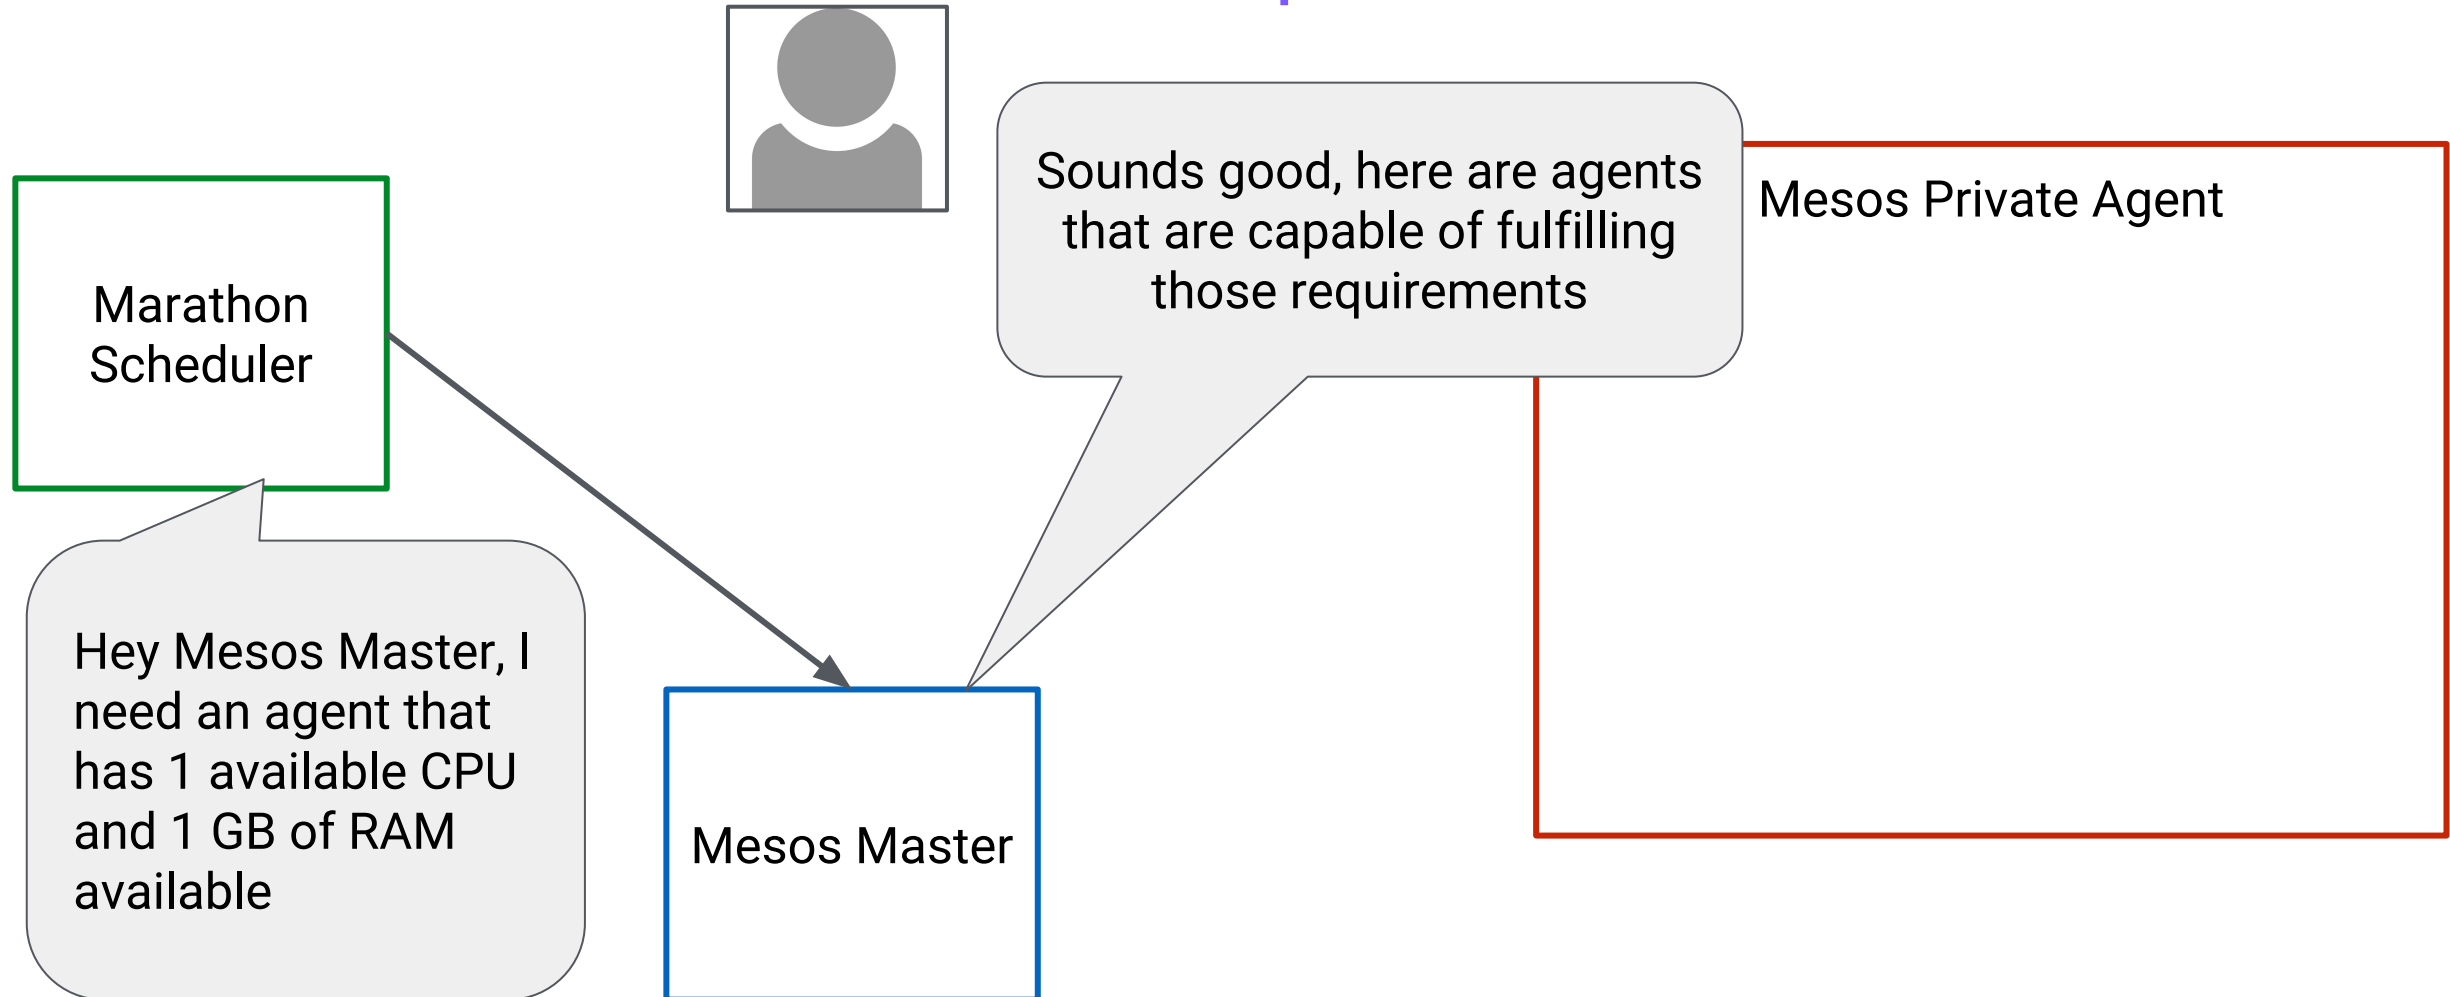 Sounds good, here are agents
that are capable of fulfilling
those requirements
Mesos Private Agent
Marathon
Scheduler
Hey Mesos Master, I
need an agent that
has 1 available CPU
and 1 GB of RAM
available
Mesos Master